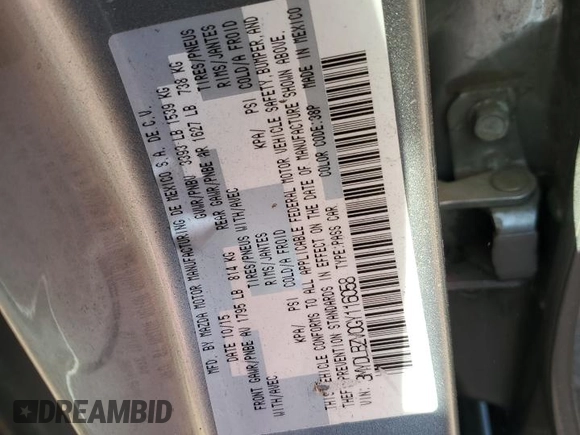 MFD. BY MAZDA MOTOR MANUFACTURING DE MEXICO S.A. DE C.V.
DATE 10/15 GVWR/PNBV 3393 LB 1539 KG
FRONT GAWR/PNBE AV 1795 LB 814 KG REAR GAWR/PNBE AR 1627 LB 738 KG
WITH/AVEC TIRES/PNEUS WITH/AVEC TIRES/PNEUS
RIMS/JANTES RIMS/JANTES
KPA/ PSI COLD/A FROID KPA/ PSI COLD/A FROID
THIS VEHICLE CONFORMS TO ALL APPLICABLE FEDERAL MOTOR VEHICLE SAFETY, BUMPER, AND
THEFT PREVENTION STANDARDS IN EFFECT ON THE DATE OF MANUFACTURE SHOWN ABOVE.
VIN: TYPE:PASS CAR COLOR CODE:38P MADE IN MEXICO
DREAMBID